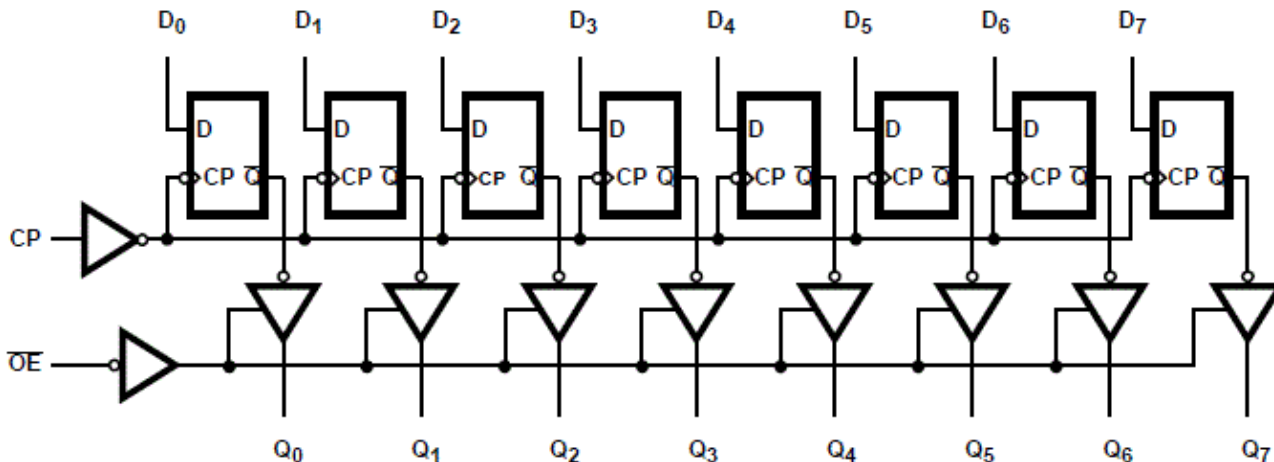 D0 D1 D2 D3 D4 D5 D6 D7
D D D D D D D D
CP Q̅ CP Q̅ CP Q̅ CP Q̅ CP Q̅ CP Q̅ CP Q̅ CP Q̅
CP
O̅E̅
Q0 Q1 Q2 Q3 Q4 Q5 Q6 Q7